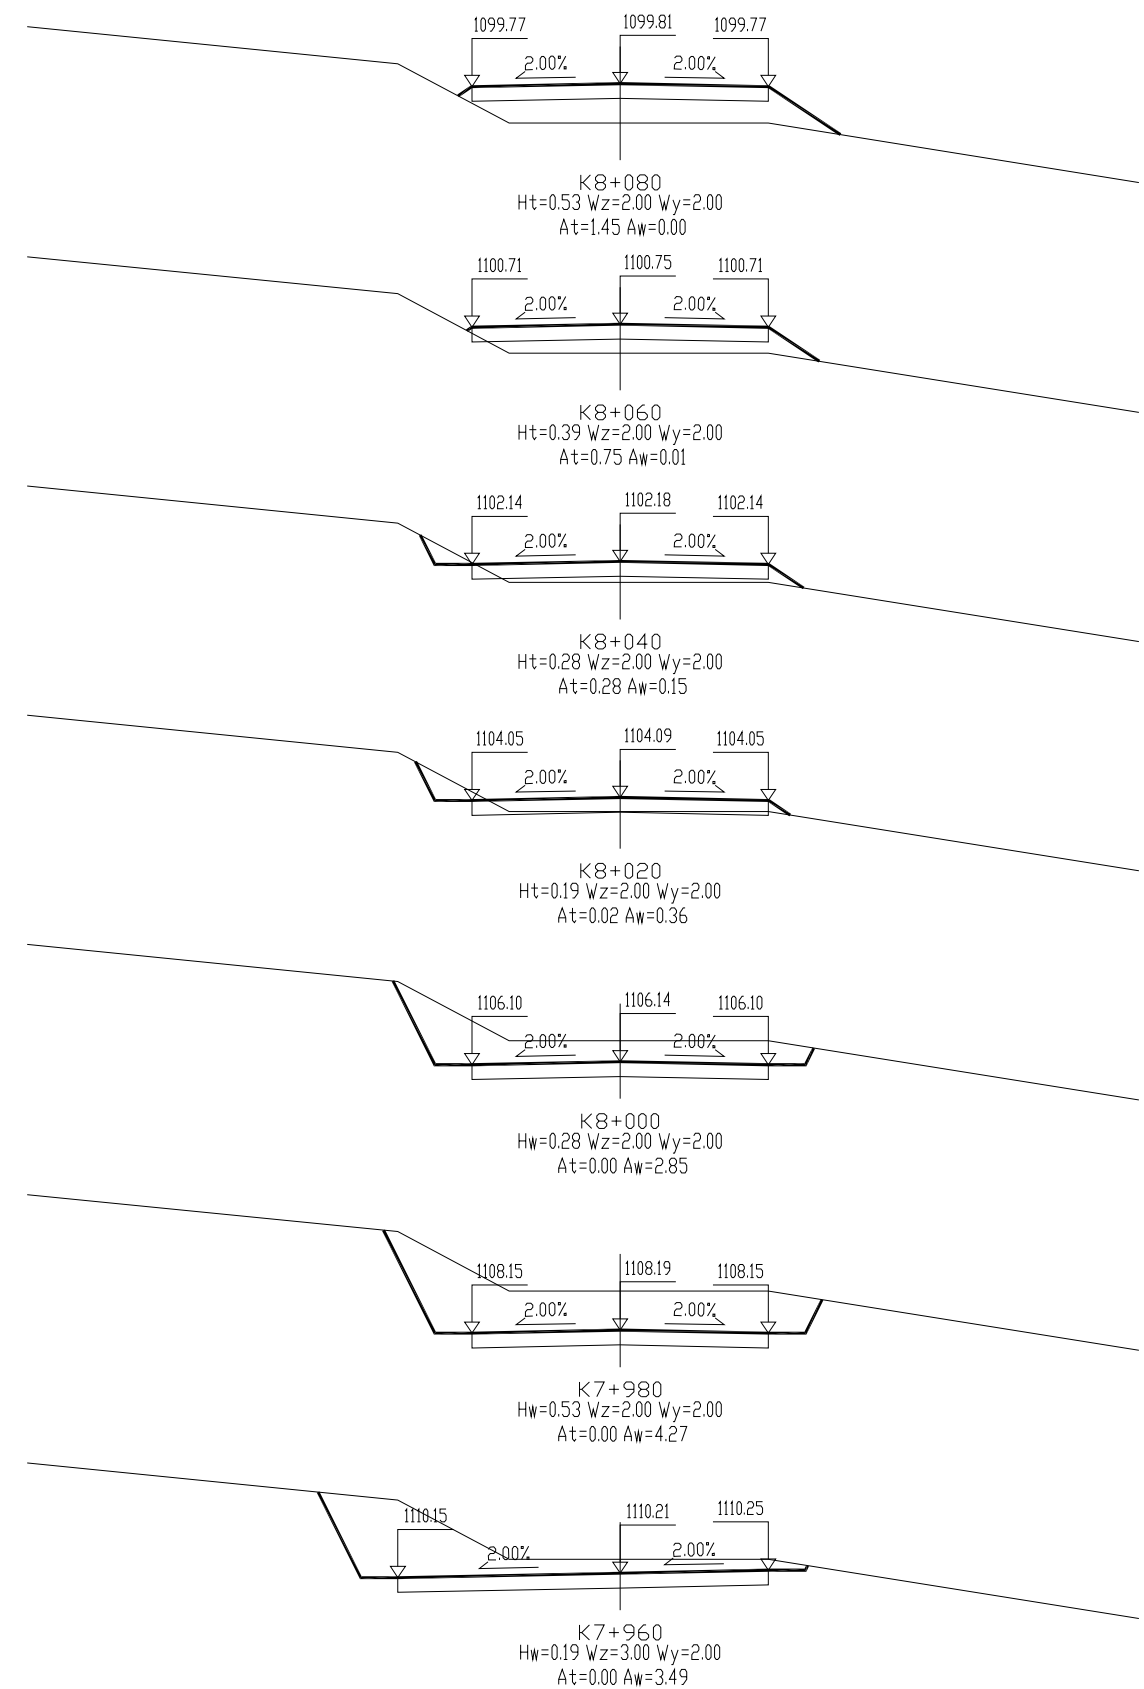 1099.77 1099.81 1099.77
2.00% 2.00%
K8+080
Ht=0.53 Wz=2.00 Wy=2.00
At=1.45 Aw=0.00
1100.71 1100.75 1100.71
2.00% 2.00%
K8+060
Ht=0.39 Wz=2.00 Wy=2.00
At=0.75 Aw=0.01
1102.14 1102.18 1102.14
2.00% 2.00%
K8+040
Ht=0.28 Wz=2.00 Wy=2.00
At=0.28 Aw=0.15
1104.05 1104.09 1104.05
2.00% 2.00%
K8+020
Ht=0.19 Wz=2.00 Wy=2.00
At=0.02 Aw=0.36
1106.10 1106.14 1106.10
2.00% 2.00%
K8+000
Hw=0.28 Wz=2.00 Wy=2.00
At=0.00 Aw=2.85
1108.15 1108.19 1108.15
2.00% 2.00%
K7+980
Hw=0.53 Wz=2.00 Wy=2.00
At=0.00 Aw=4.27
1110.15 1110.21 1110.25
2.00% 2.00%
K7+960
Hw=0.19 Wz=3.00 Wy=2.00
At=0.00 Aw=3.49